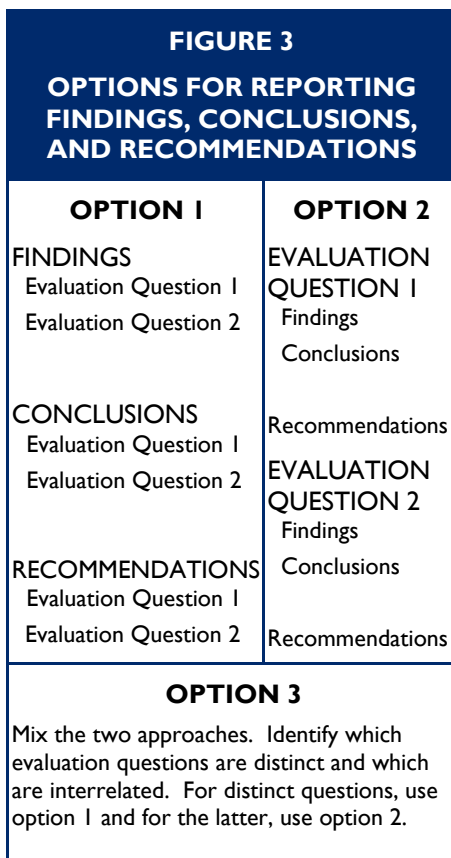 FIGURE 3
OPTIONS FOR REPORTING
FINDINGS, CONCLUSIONS,
AND RECOMMENDATIONS
OPTION 1
FINDINGS
Evaluation Question 1
Evaluation Question 2
CONCLUSIONS
Evaluation Question 1
Evaluation Question 2
RECOMMENDATIONS
Evaluation Question 1
Evaluation Question 2
OPTION 2
EVALUATION
QUESTION 1
Findings
Conclusions
Recommendations
EVALUATION
QUESTION 2
Findings
Conclusions
Recommendations
OPTION 3
Mix the two approaches. Identify which
evaluation questions are distinct and which
are interrelated. For distinct questions, use
option 1 and for the latter, use option 2.